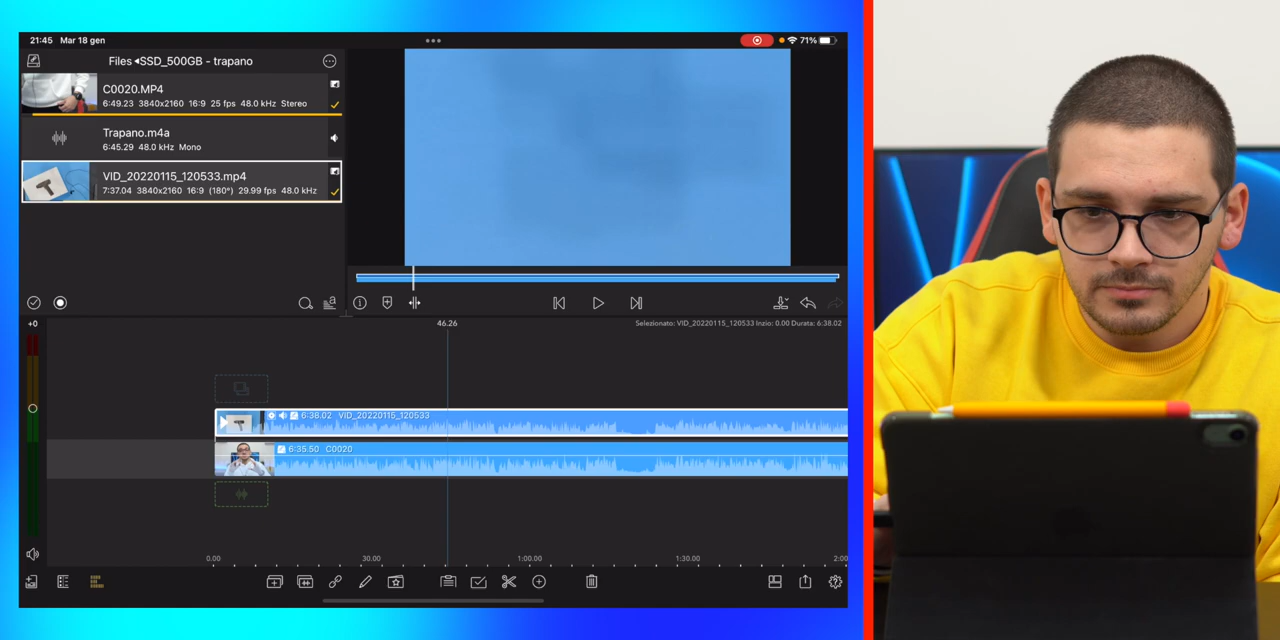 21:45 Mar 18 gen
71%
Files ◂SSD_500GB - trapano
C0020.MP4
6:49.23 3840x2160 16:9 25 fps 48.0 kHz Stereo
Trapano.m4a
6:45.29 48.0 kHz Mono
VID_20220115_120533.mp4
7:37.04 3840x2160 16:9 (180°) 29.99 fps 48.0 kHz
+0
46.26
Selezionato: VID_20220115_120533 Inzio: 0.00 Durata: 6:38.02
6:38.02 VID_20220115_120533
6:35.50 C0020
0.00 30.00 1:00.00 1:30.00 2:00